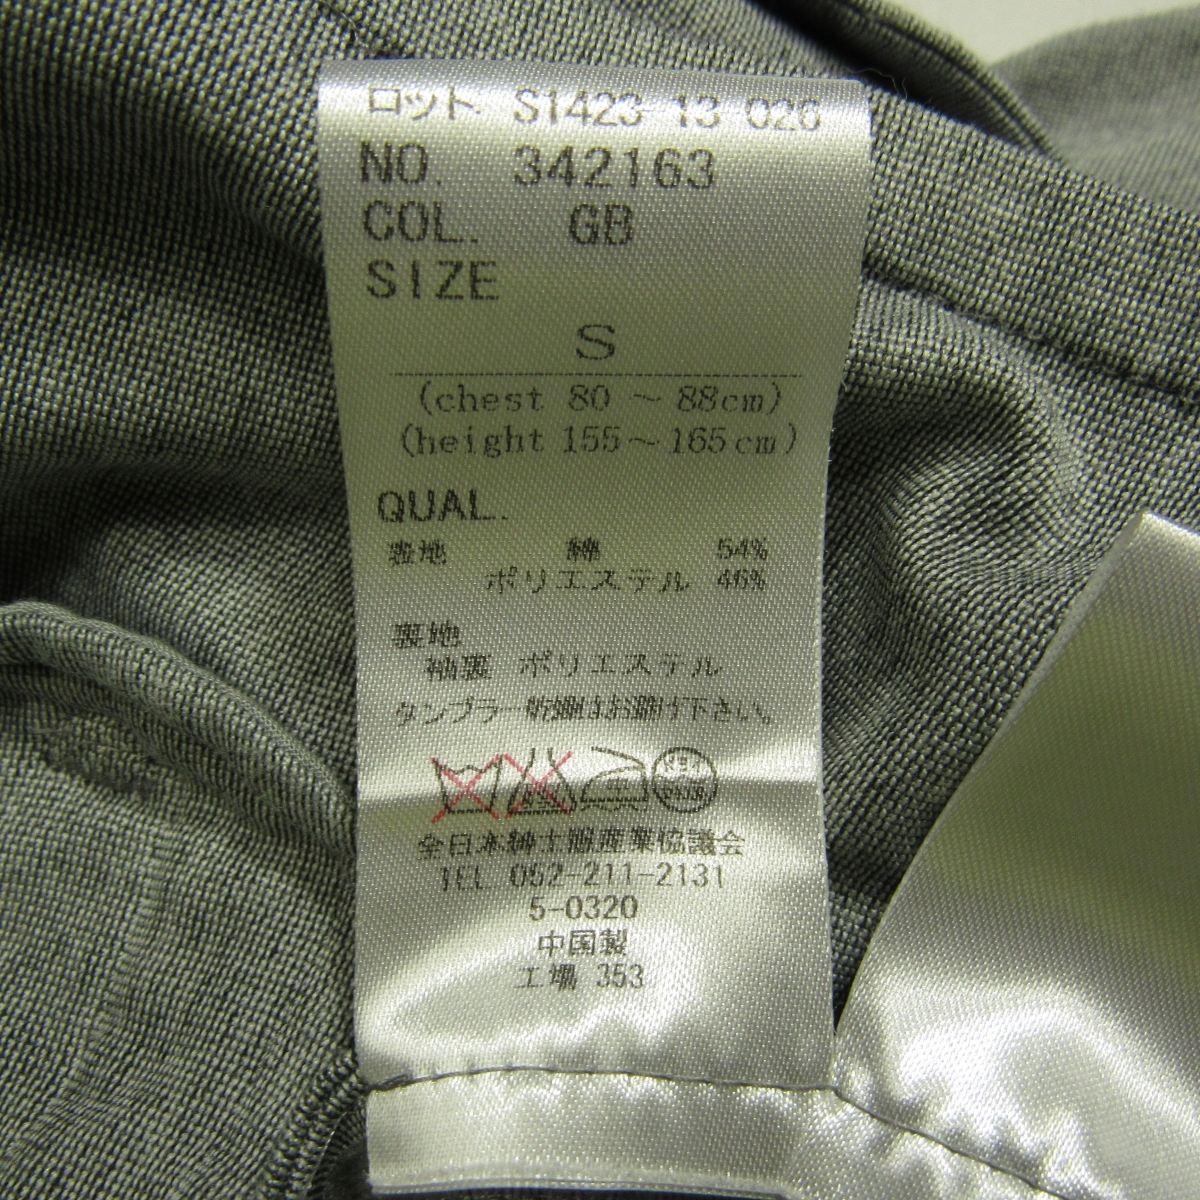 ロット S1423-13-026
NO. 342163
COL. GB
SIZE
S
(chest 80 ～ 88cm)
(height 155～165cm)
QUAL.
表地 綿 54%
ポリエステル 46%
裏地
袖裏 ポリエステル
タンブラー乾燥はお避け下さい。
全日本紳士服産業協議会
TEL 052-211-2131
5-0320
中国製
工場 353